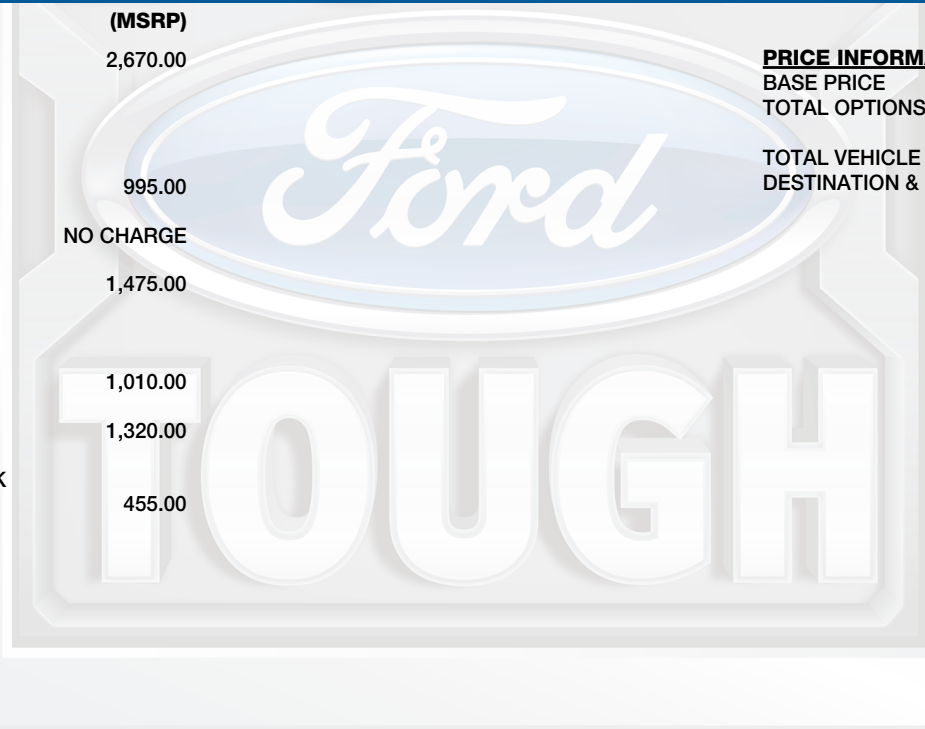 (MSRP)
2,670.00
995.00
NO CHARGE
1,475.00
1,010.00
1,320.00
K
455.00
PRICE INFORMA
BASE PRICE
TOTAL OPTIONS
TOTAL VEHICLE
DESTINATION &
Ford
TOUGH